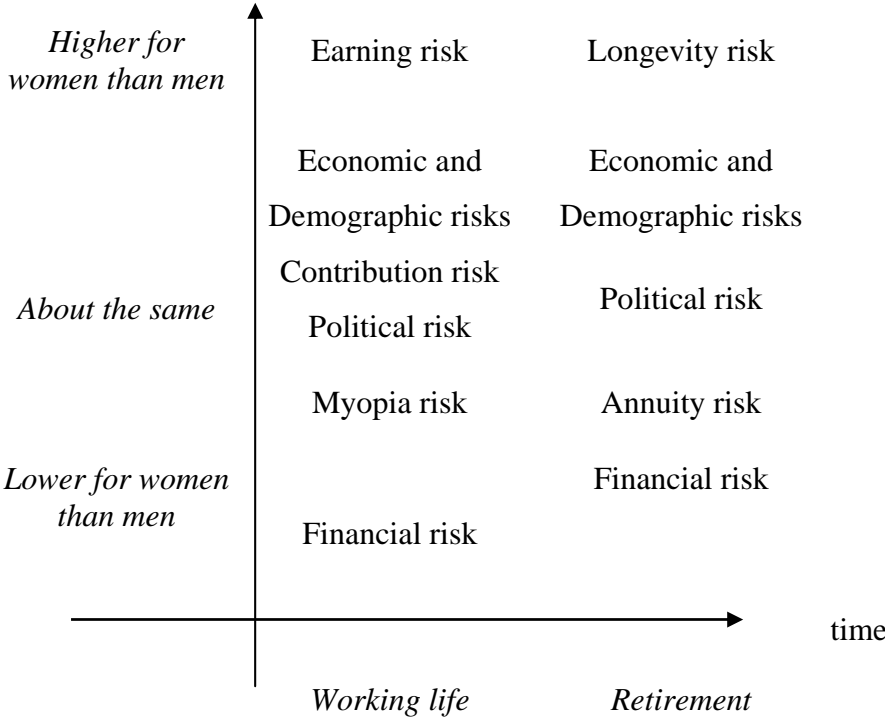 Higher for
women than men
Earning risk
Longevity risk
Economic and
Demographic risks
Economic and
Demographic risks
About the same
Contribution risk
Political risk
Political risk
Myopia risk
Annuity risk
Lower for women
than men
Financial risk
Financial risk
time
Working life
Retirement